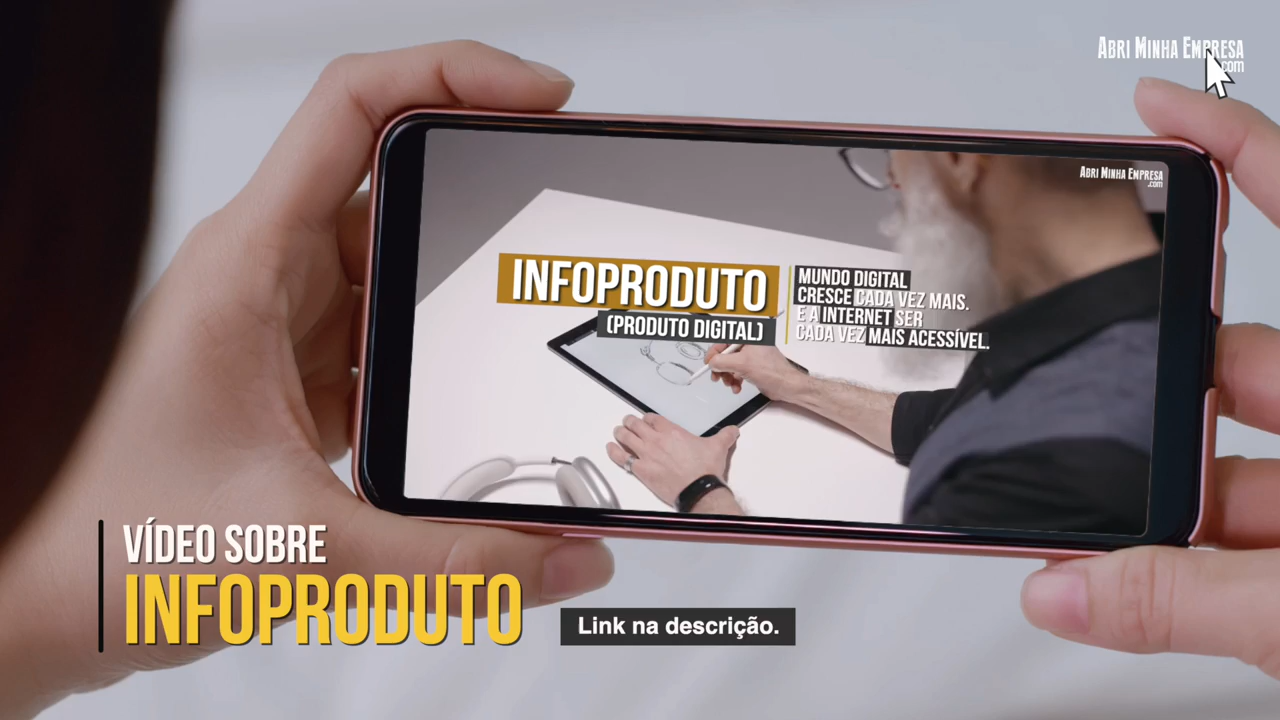 ABRI MINHA EMPRESA
.com
ABRI MINHA EMPRESA
.com
INFOPRODUTO
(PRODUTO DIGITAL)
MUNDO DIGITAL
CRESCE CADA VEZ MAIS.
E A INTERNET SER
CADA VEZ MAIS ACESSÍVEL.
VÍDEO SOBRE
INFOPRODUTO
Link na descrição.